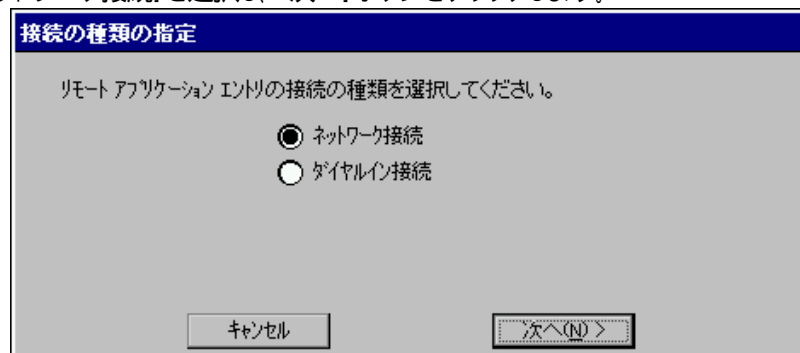 接続の種類の指定
リモート アプリケーション エントリの接続の種類を選択してください。
ネットワーク接続
ダイヤルイン接続
キャンセル
次へ(N) >